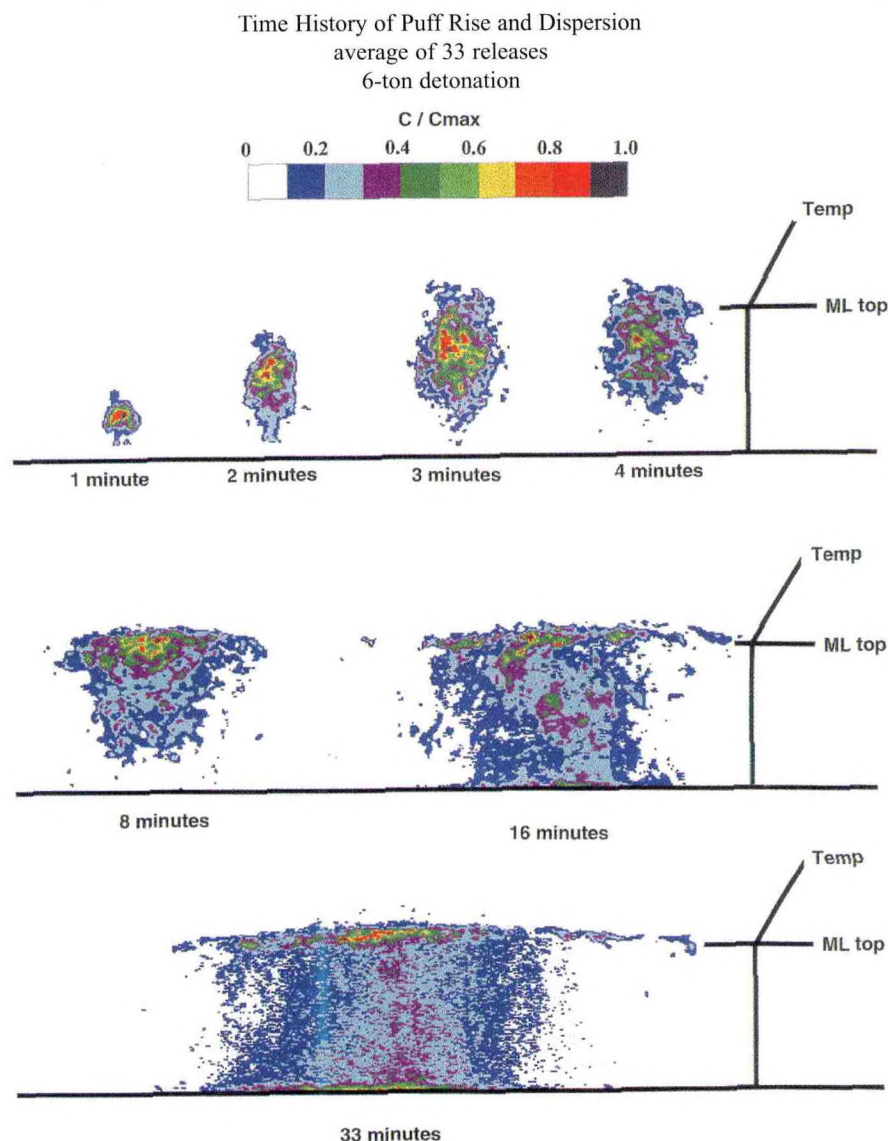 Time History of Puff Rise and Dispersion
average of 33 releases
6-ton detonation
C / Cmax
0 0.2 0.4 0.6 0.8 1.0
Temp
ML top
1 minute 2 minutes 3 minutes 4 minutes
Temp
ML top
8 minutes 16 minutes
Temp
ML top
33 minutes